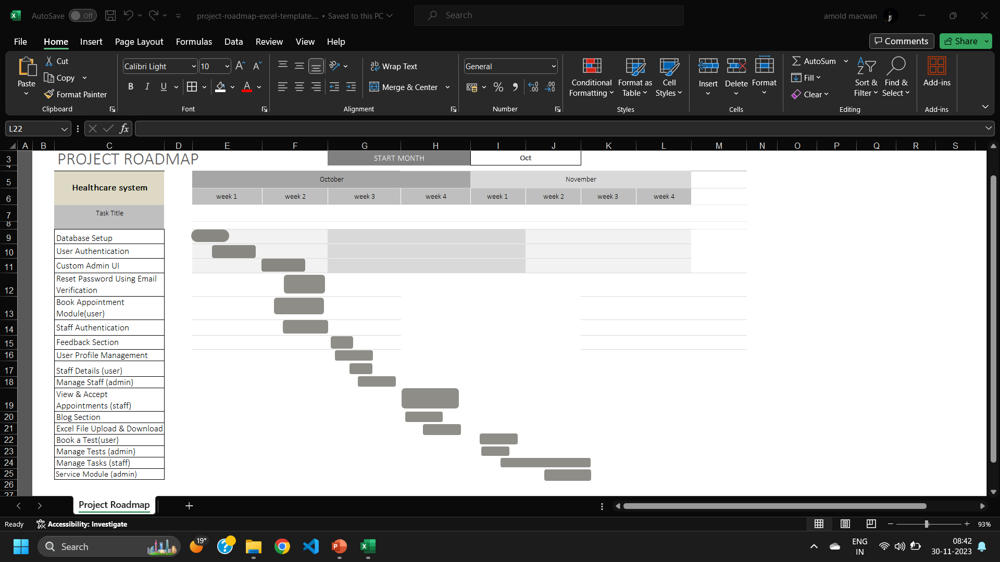 AutoSave Off project-roadmap-excel-template.... • Saved to this PC Search arnold macwan
File Home Insert Page Layout Formulas Data Review View Help Comments Share
Paste
Cut
Copy
Format Painter
Clipboard
Calibri Light 10
B I U A
Font
Wrap Text
Merge & Center
Alignment
General
Number
Conditional Formatting
Format as Table
Cell Styles
Styles
Insert
Delete
Format
Cells
AutoSum
Fill
Clear
Sort & Filter
Find & Select
Editing
Add-ins
Add-ins
L22 fx
A B C D E F G H I J K L M N O P Q R S
3 PROJECT ROADMAP START MONTH Oct
4
5 Healthcare system October November
6 week 1 week 2 week 3 week 4 week 1 week 2 week 3 week 4
7 Task Title
8
9 Database Setup
10 User Authentication
11 Custom Admin UI
Reset Password Using Email
12 Verification
Book Appointment
13 Module(user)
14 Staff Authentication
15 Feedback Section
16 User Profile Management
17 Staff Details (user)
18 Manage Staff (admin)
View & Accept
19 Appointments (staff)
20 Blog Section
21 Excel File Upload & Download
22 Book a Test(user)
23 Manage Tests (admin)
24 Manage Tasks (staff)
25 Service Module (admin)
26
27
Project Roadmap
Ready Accessibility: Investigate 93%
Search 19° ENG IN 08:42
30-11-2023